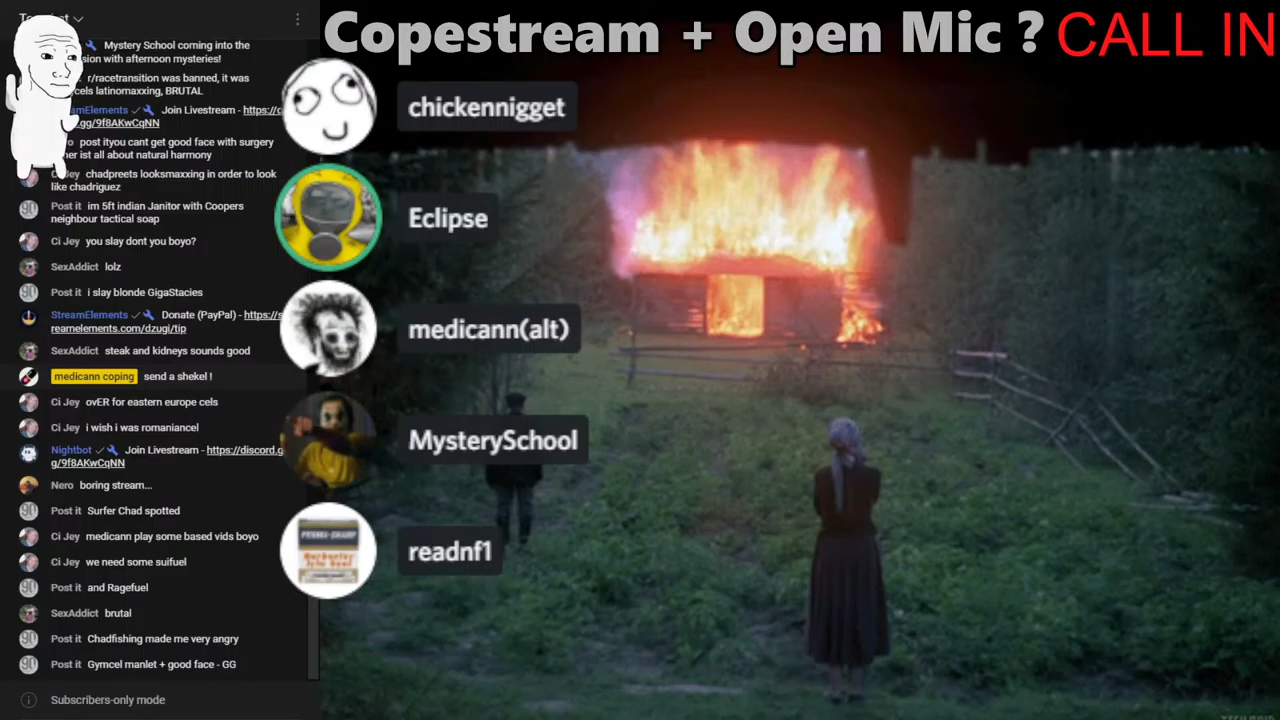 Copestream + Open Mic ? CALL IN
Mystery School coming into the
sion with afternoon mysteries!
r/racetransition was banned, it was
cels latinomaxxing, BRUTAL
amElements Join Livestream - https://
.gg/9f8AKwCqNN
post ityou cant get good face with surgery
her ist all about natural harmony
Jey chadpreets looksmaxxing in order to look
like chadriguez
Post it im 5ft indian Janitor with Coopers
neighbour tactical soap
Ci Jey you slay dont you boyo?
SexAddict lolz
Post it i slay blonde GigaStacies
StreamElements Donate (PayPal) - https://s
reamelements.com/dzugi/tip
SexAddict steak and kidneys sounds good
medicann coping send a shekel !
Ci Jey ovER for eastern europe cels
Ci Jey i wish i was romaniancel
Nightbot Join Livestream - https://discord.g
g/9f8AKwCqNN
Nero boring stream...
Post it Surfer Chad spotted
Ci Jey medicann play some based vids boyo
Ci Jey we need some suifuel
Post it and Ragefuel
SexAddict brutal
Post it Chadfishing made me very angry
Post it Gymcel manlet + good face - GG
Subscribers-only mode
chickennigget
Eclipse
medicann(alt)
MysterySchool
readnf1